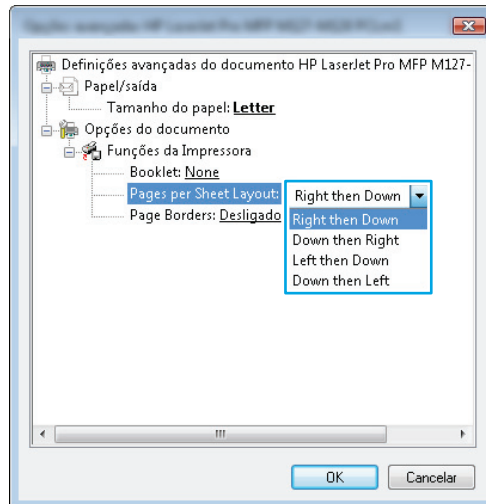 Definições avançadas do documento HP LaserJet Pro MFP M127-
Papel/saída
Tamanho do papel: Letter
Opções do documento
Funções da Impressora
Booklet: None
Pages per Sheet Layout: Right then Down
Page Borders: Desligado
Right then Down
Down then Right
Left then Down
Down then Left
OK Cancelar